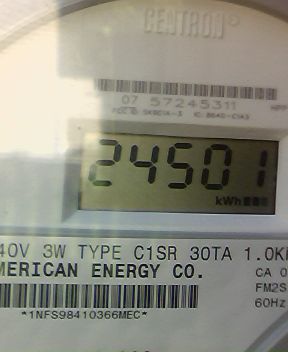 CENTRON®
07 57245311
24501
kWh
40V 3W TYPE C1SR 30TA 1.0K
MERICAN ENERGY CO.
CA 0
FM2S
60Hz
*1NFS98410366MEC*